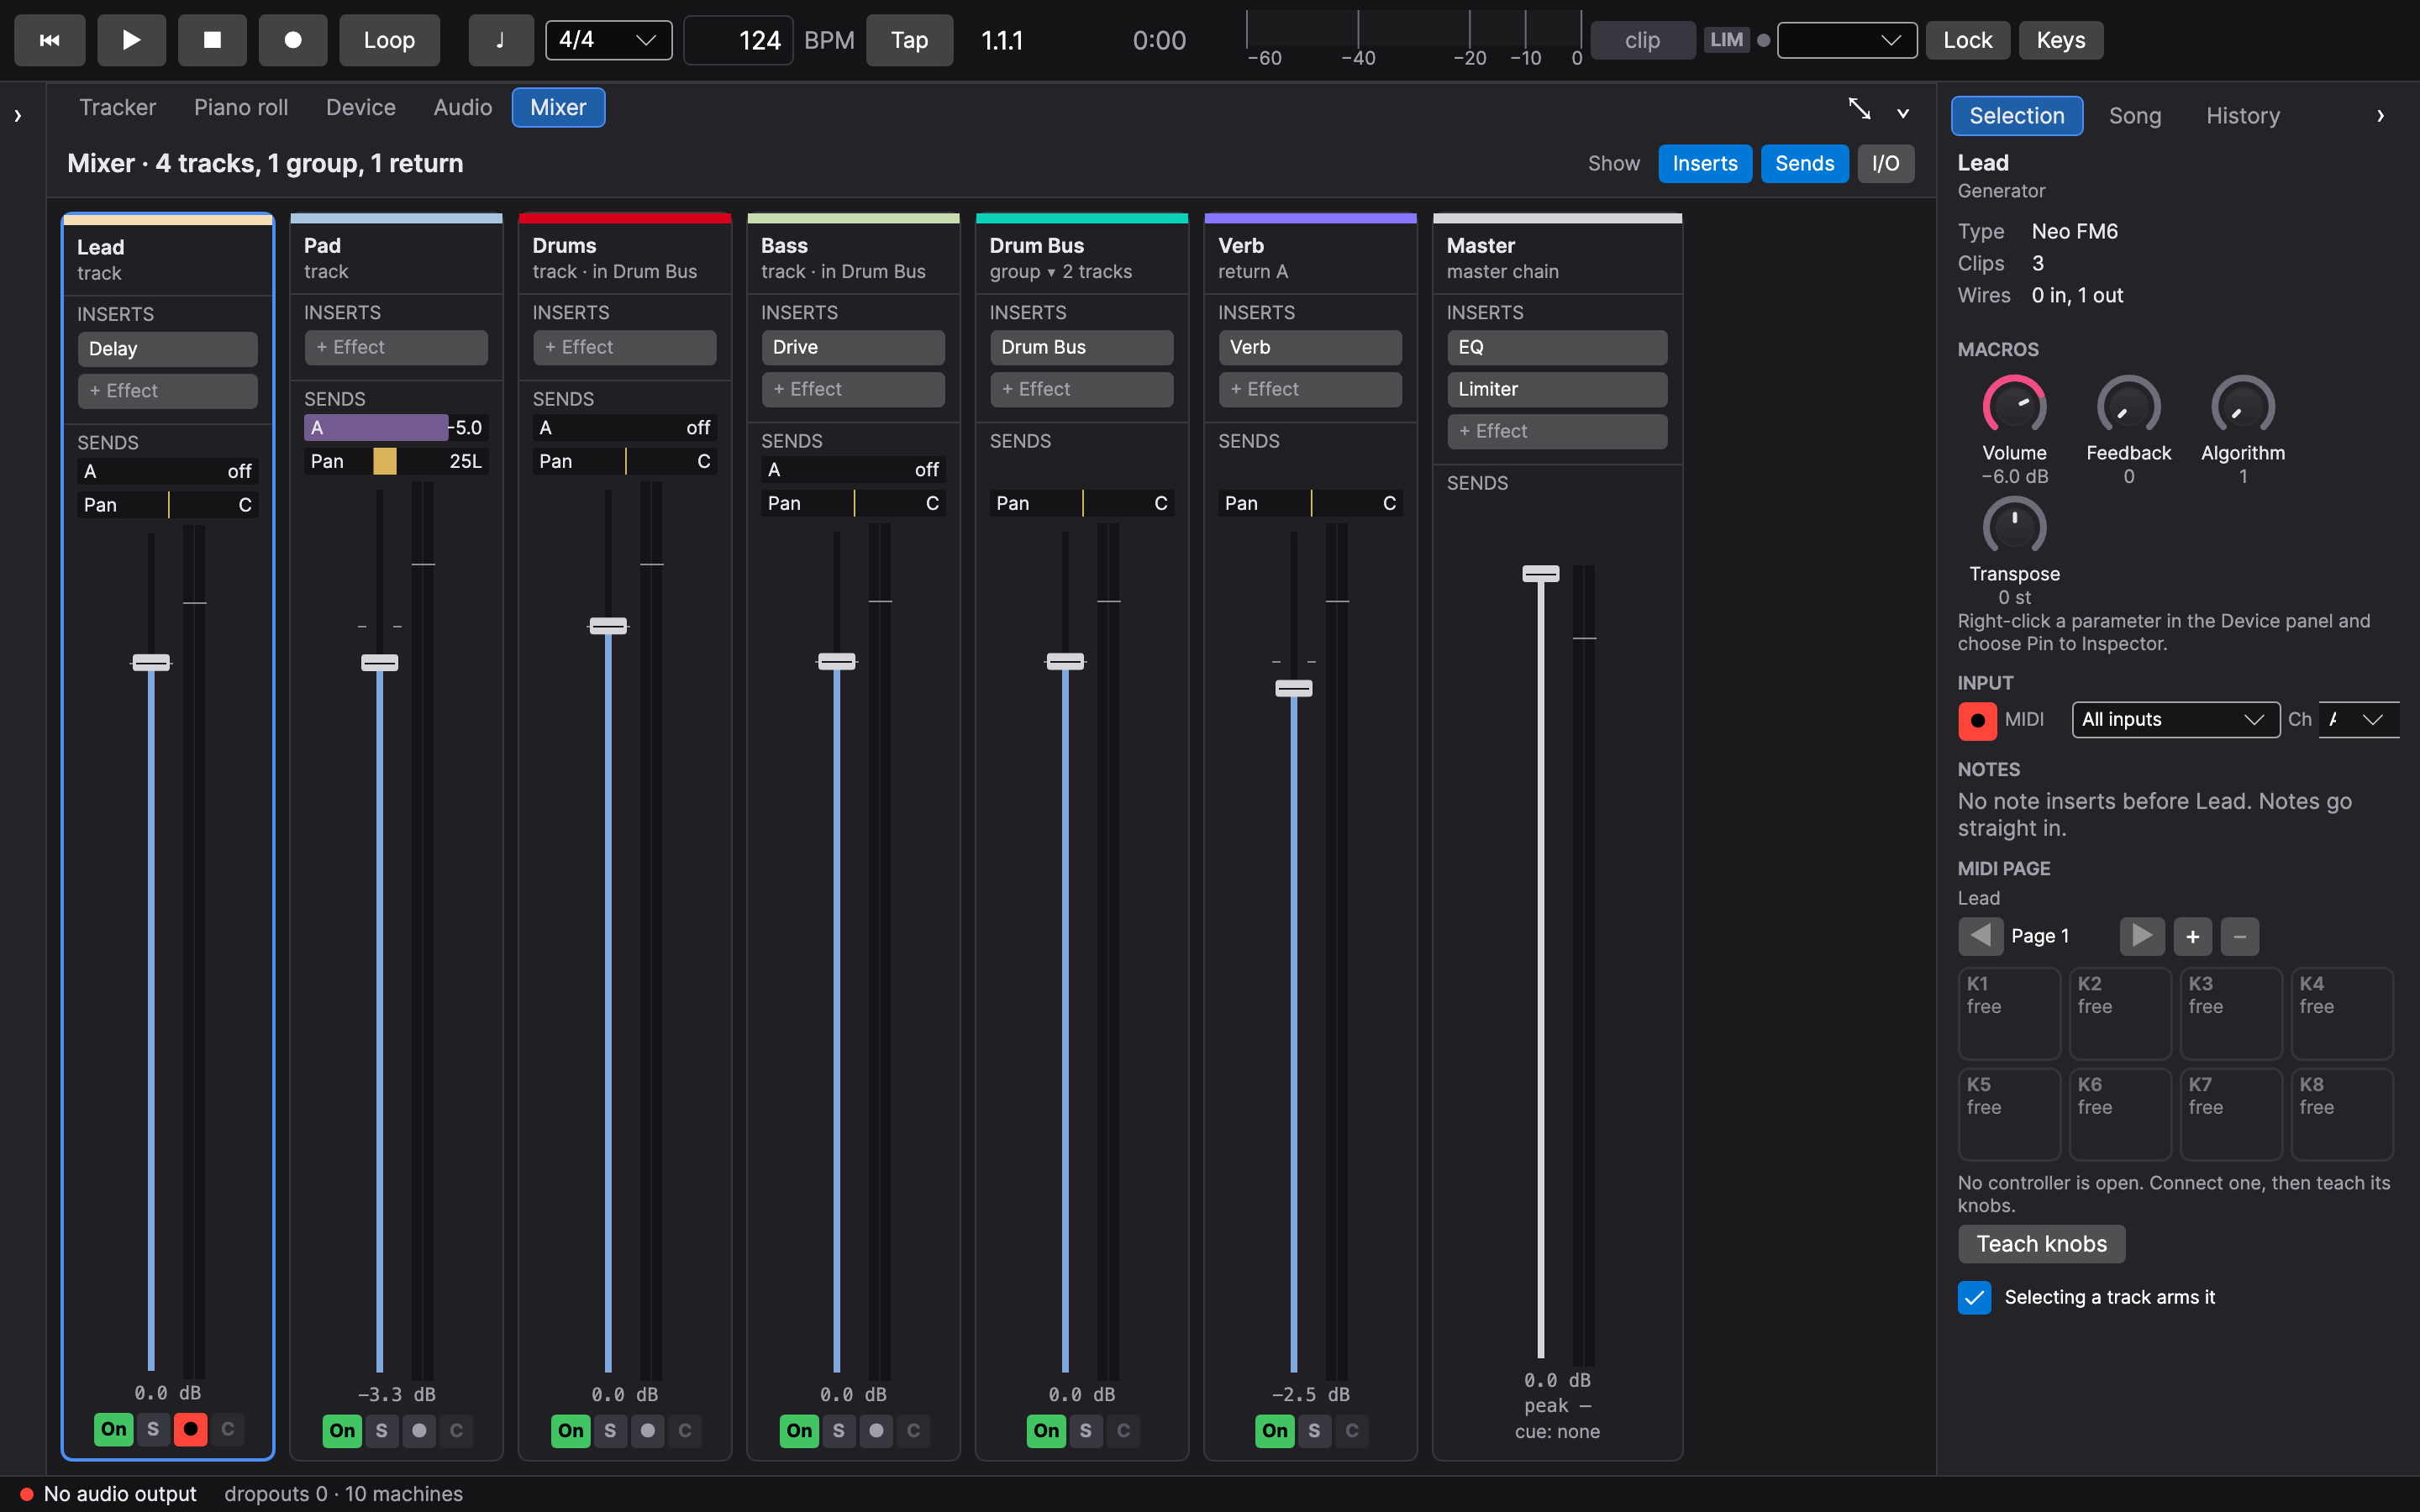 Loop
4/4
124 BPM
Tap
1.1.1
0:00
−60 −40 −20 −10 0
clip
LIM
Lock
Keys
Tracker Piano roll Device Audio Mixer
Mixer · 4 tracks, 1 group, 1 return
Show Inserts Sends I/O
Lead
track
INSERTS
Delay
+ Effect
SENDS
A off
Pan C
0.0 dB
On S C
Pad
track
INSERTS
+ Effect
SENDS
A -5.0
Pan 25L
−3.3 dB
On S C
Drums
track · in Drum Bus
INSERTS
+ Effect
SENDS
A off
Pan C
0.0 dB
On S C
Bass
track · in Drum Bus
INSERTS
Drive
+ Effect
SENDS
A off
Pan C
0.0 dB
On S C
Drum Bus
group ▾ 2 tracks
INSERTS
Drum Bus
+ Effect
SENDS
Pan C
0.0 dB
On S C
Verb
return A
INSERTS
Verb
+ Effect
SENDS
Pan C
−2.5 dB
On S C
Master
master chain
INSERTS
EQ
Limiter
+ Effect
SENDS
0.0 dB
peak —
cue: none
Selection Song History
Lead
Generator
Type Neo FM6
Clips 3
Wires 0 in, 1 out
MACROS
Volume Feedback Algorithm
−6.0 dB 0 1
Transpose
0 st
Right-click a parameter in the Device panel and
choose Pin to Inspector.
INPUT
MIDI All inputs Ch
NOTES
No note inserts before Lead. Notes go
straight in.
MIDI PAGE
Lead
Page 1 + −
K1 K2 K3 K4
free free free free
K5 K6 K7 K8
free free free free
No controller is open. Connect one, then teach its
knobs.
Teach knobs
Selecting a track arms it
No audio output dropouts 0 · 10 machines